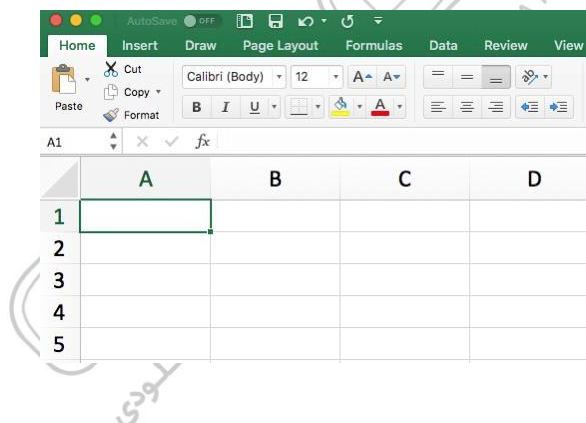 AutoSave OFF
Home Insert Draw Page Layout Formulas Data Review View
Cut
Calibri (Body) 12 A A
Copy
Paste
Format
B I U A
A1 fx
A B C D
1
2
3
4
5